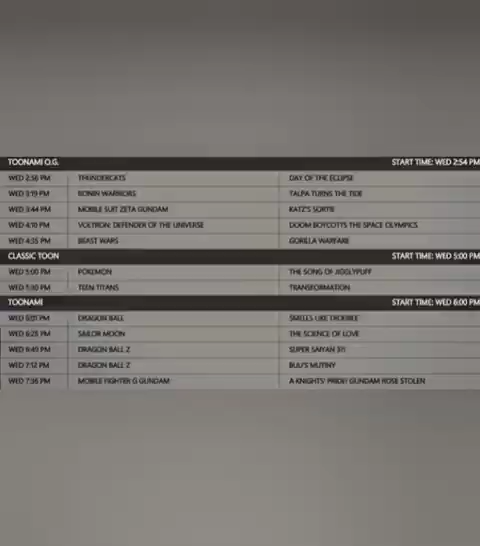 TOONAMI O.G. START TIME: WED 2:54 PM
WED 2:56 PM THUNDERCATS DAY OF THE ECLIPSE
WED 3:19 PM RONIN WARRIORS TALPA TURNS THE TIDE
WED 3:44 PM MOBILE SUIT ZETA GUNDAM KATZ'S SORTIE
WED 4:10 PM VOLTRON: DEFENDER OF THE UNIVERSE DOOM BOYCOTTS THE SPACE OLYMPICS
WED 4:35 PM BEAST WARS GORILLA WARFARE
CLASSIC TOON START TIME: WED 5:00 PM
WED 5:00 PM POKEMON THE SONG OF JIGGLYPUFF
WED 5:30 PM TEEN TITANS TRANSFORMATION
TOONAMI START TIME: WED 6:00 PM
WED 6:01 PM DRAGON BALL SMELLS LIKE TROUBLE
WED 6:25 PM SAILOR MOON THE SCIENCE OF LOVE
WED 6:49 PM DRAGON BALL Z SUPER SAIYAN 3?!
WED 7:12 PM DRAGON BALL Z BUU'S MUTINY
WED 7:36 PM MOBILE FIGHTER G GUNDAM A KNIGHTS' PRIDE! GUNDAM ROSE STOLEN